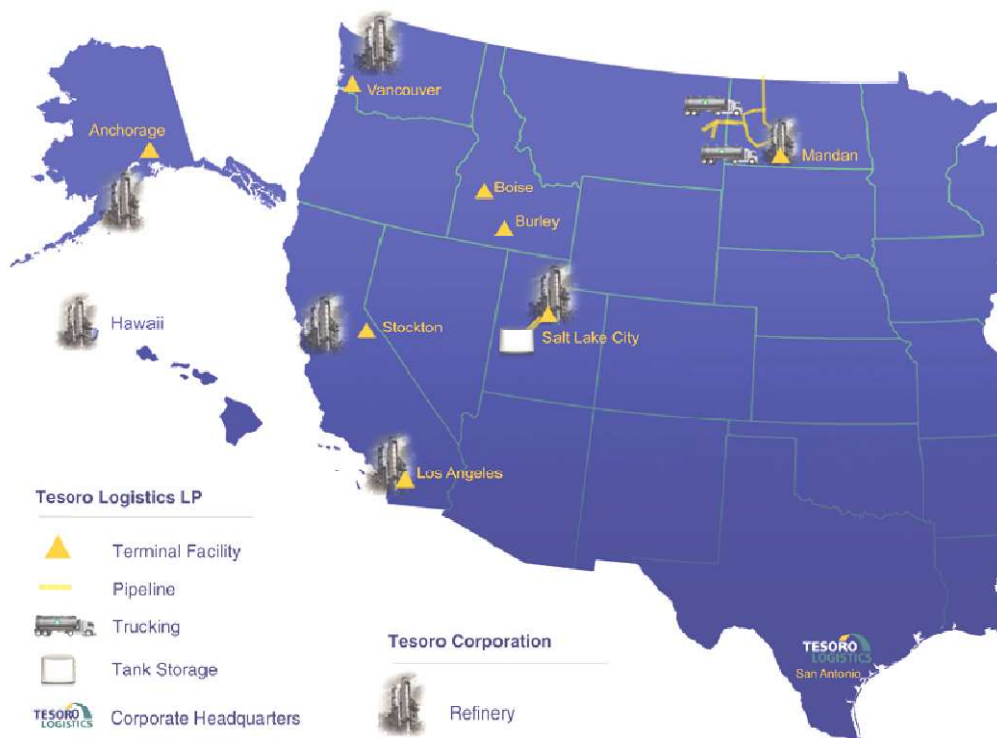 Vancouver
Anchorage
Mandan
Boise
Burley
Hawaii
Stockton
Salt Lake City
Los Angeles
Tesoro Logistics LP
Terminal Facility
Pipeline
Trucking
Tank Storage
TESORO
LOGISTICS
Corporate Headquarters
Tesoro Corporation
Refinery
TESORO
LOGISTICS
San Antonio